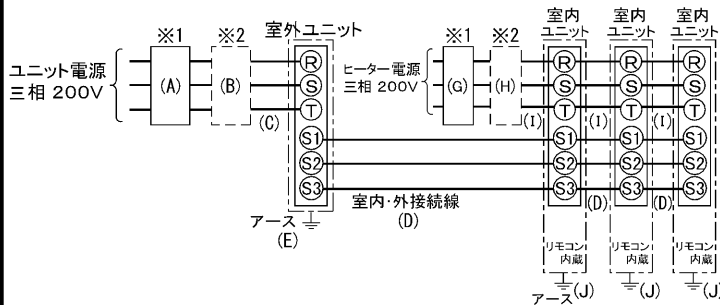 ※1
※2
室外ユニット
ユニット電源
三相 200V
(A)
(B)
(C)
R
S
T
S1
S2
S3
アース
(E)
室内・外接続線
(D)
※1
※2
ヒーター電源
三相 200V
(G)
(H)
(I)
(I)
(I)
室内
ユニット
室内
ユニット
室内
ユニット
R
S
T
S1
S2
S3
R
S
T
S1
S2
S3
R
S
T
S1
S2
S3
(D)
(D)
リモコン
内蔵
リモコン
内蔵
リモコン
内蔵
アース
(J)
(J)
(J)